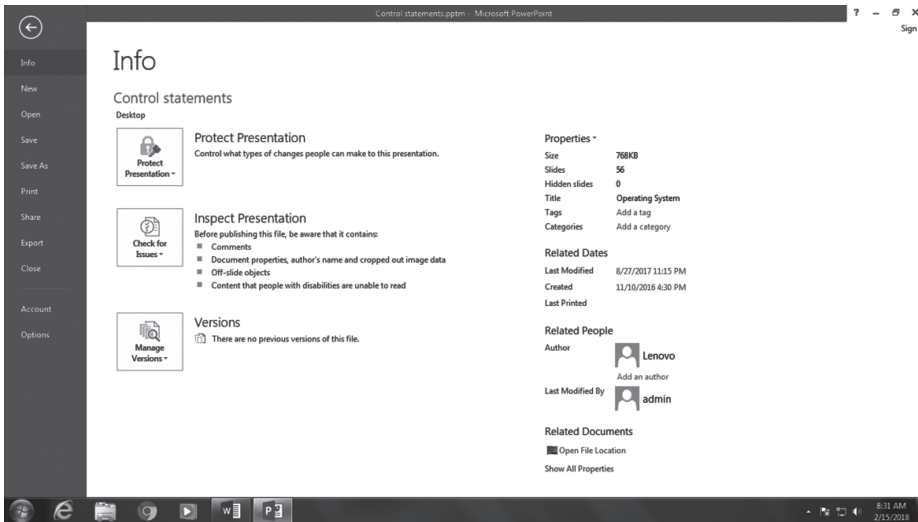 Control statements.pptm - Microsoft PowerPoint
?
Sign
Info
New
Open
Save
Save As
Print
Share
Export
Close
Account
Options
Info
Control statements
Desktop
Protect
Presentation
Protect Presentation
Control what types of changes people can make to this presentation.
Check for
Issues
Inspect Presentation
Before publishing this file, be aware that it contains:
Comments
Document properties, author's name and cropped out image data
Off-slide objects
Content that people with disabilities are unable to read
Manage
Versions
Versions
There are no previous versions of this file.
Properties
Size 768KB
Slides 56
Hidden slides 0
Title Operating System
Tags Add a tag
Categories Add a category
Related Dates
Last Modified 8/27/2017 11:15 PM
Created 11/10/2016 4:30 PM
Last Printed
Related People
Author Lenovo
Add an author
Last Modified By admin
Related Documents
Open File Location
Show All Properties
8:31 AM
2/15/2018